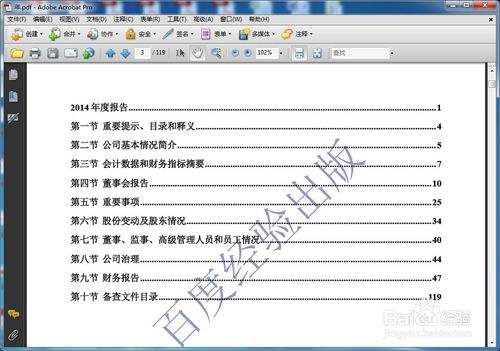 年.pdf - Adobe Acrobat Pro
文件(F) 编辑(E) 视图(V) 文档(D) 注释(C) 表单(R) 工具(T) 高级(A) 窗口(W) 帮助(H)
创建 合并 协作 安全 签名 表单 多媒体 注释
3 / 119 102% 查找
2014 年度报告 1
第一节 重要提示、目录和释义 4
第二节 公司基本情况简介 5
第三节 会计数据和财务指标摘要 7
第四节 董事会报告 10
第五节 重要事项 25
第六节 股份变动及股东情况 34
第七节 董事、监事、高级管理人员和员工情况 40
第八节 公司治理 44
第九节 财务报告 47
第十节 备查文件目录 119
百度经验出版
Bai 经验
jingyan.baidu.com